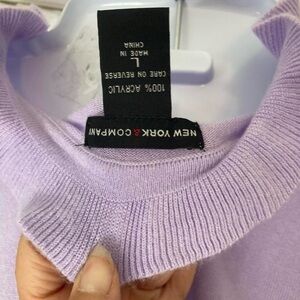 100% ACRYLIC
CARE ON REVERSE
L
MADE IN
CHINA
NEW YORK & COMPANY